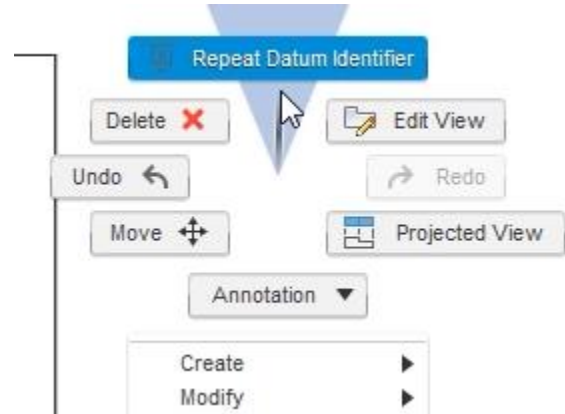 Repeat Datum Identifier
Delete
Edit View
Undo
Redo
Move
Projected View
Annotation
Create
Modify